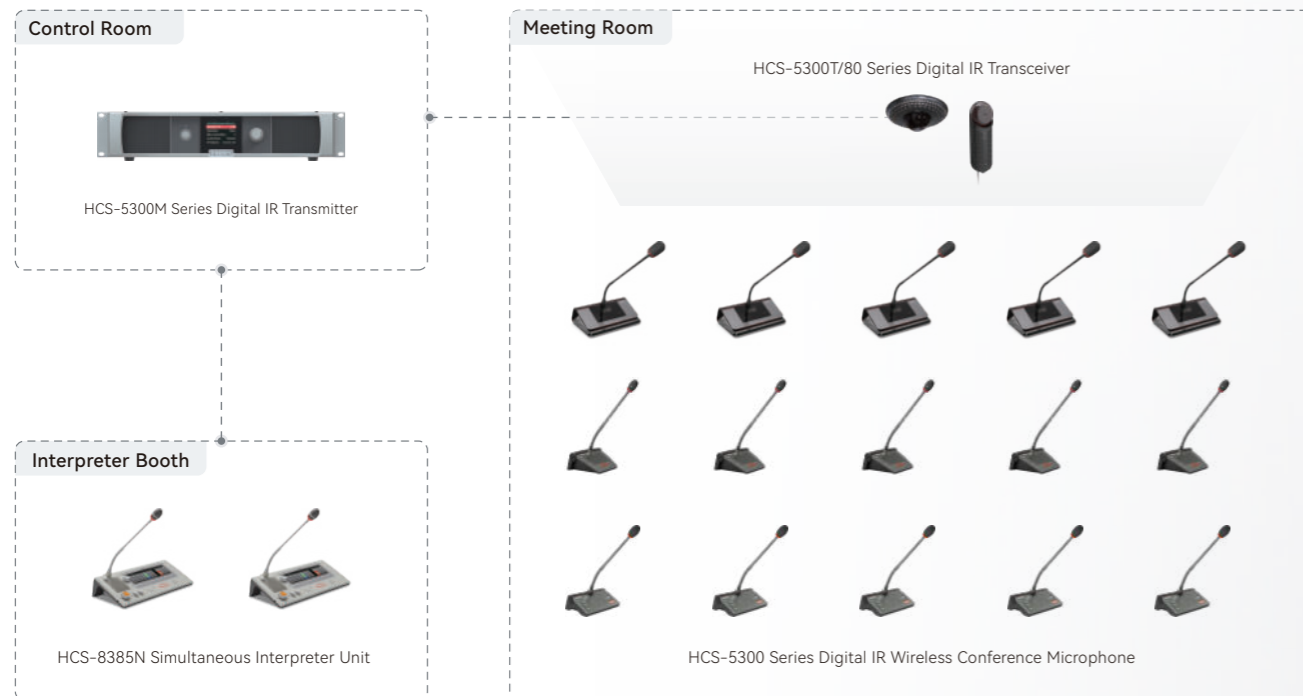 Control Room
HCS-5300M Series Digital IR Transmitter
Meeting Room
HCS-5300T/80 Series Digital IR Transceiver
Interpreter Booth
HCS-8385N Simultaneous Interpreter Unit
HCS-5300 Series Digital IR Wireless Conference Microphone